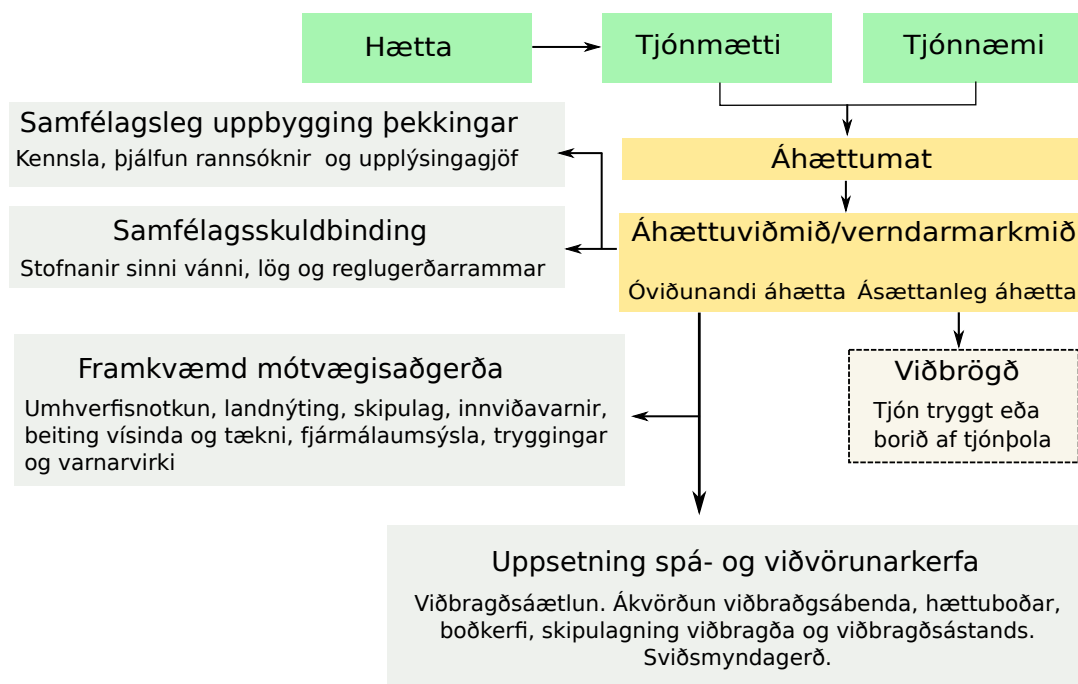 Hætta
Tjónmætti
Tjónnæmi
Samfélagsleg uppbygging þekkingar
Kennsla, þjálfun rannsóknir og upplýsingagjöf
Áhættumat
Samfélagsskuldbinding
Stofnanir sinni vánni, lög og reglugerðarrammar
Áhættuviðmið/verndarmarkmið
Óviðunandi áhætta
Ásættanleg áhætta
Framkvæmd mótvægisaðgerða
Umhverfisnotkun, landnýting, skipulag, innviðavarnir,
beiting vísinda og tækni, fjármálaumsýsla, tryggingar
og varnarvirki
Viðbrögð
Tjón tryggt eða
borið af tjónþola
Uppsetning spá- og viðvörunarkerfa
Viðbragðsáætlun. Ákvörðun viðbraðgsábenda, hættuboðar,
boðkerfi, skipulagning viðbragða og viðbragðsástands.
Sviðsmyndagerð.